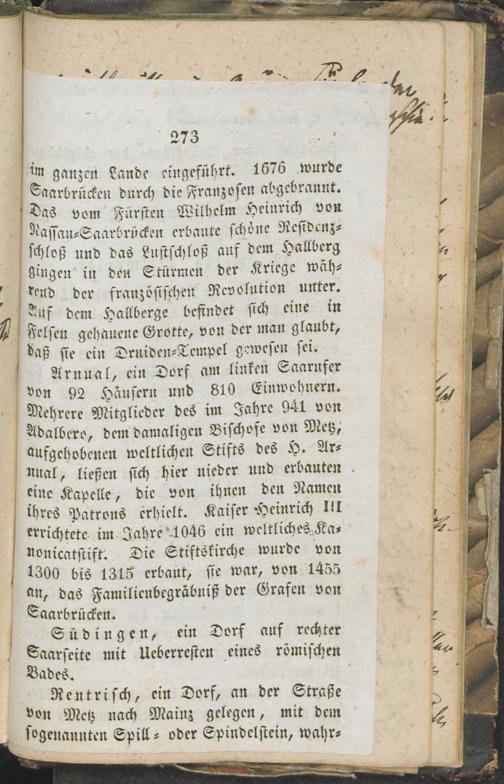 273
im ganzen Lande eingeführt. 1676 wurde
Saarbrücken durch die Franzosen abgebrannt.
Das vom Fürsten Wilhelm Heinrich von
Nassau-Saarbrücken erbaute schöne Residenz-
schloß und das Lustschloß auf dem Hallberg
gingen in den Stürmen der Kriege wäh-
rend der französischen Revolution unter.
Auf dem Hallberge befindet sich eine in
Felsen gehauene Grotte, von der man glaubt,
daß sie ein Druiden-Tempel gewesen sei.
Arnual, ein Dorf am linken Saarufer
von 92 Häusern und 810 Einwohnern.
Mehrere Mitglieder des im Jahre 941 von
Adalbero, dem damaligen Bischofe von Metz,
aufgehobenen weltlichen Stifts des H. Ar-
nual, ließen sich hier nieder und erbauten
eine Kapelle, die von ihnen den Namen
ihres Patrons erhielt. Kaiser Heinrich III
errichtete im Jahre 1046 ein weltliches Ka-
nonicatstift. Die Stiftskirche wurde von
1300 bis 1315 erbaut, sie war, von 1455
an, das Familienbegräbniß der Grafen von
Saarbrücken.
Südingen, ein Dorf auf rechter
Saarseite mit Ueberresten eines römischen
Bades.
Rentrisch, ein Dorf, an der Straße
von Metz nach Mainz gelegen, mit dem
sogenannten Spill- oder Spindelstein, wahr-